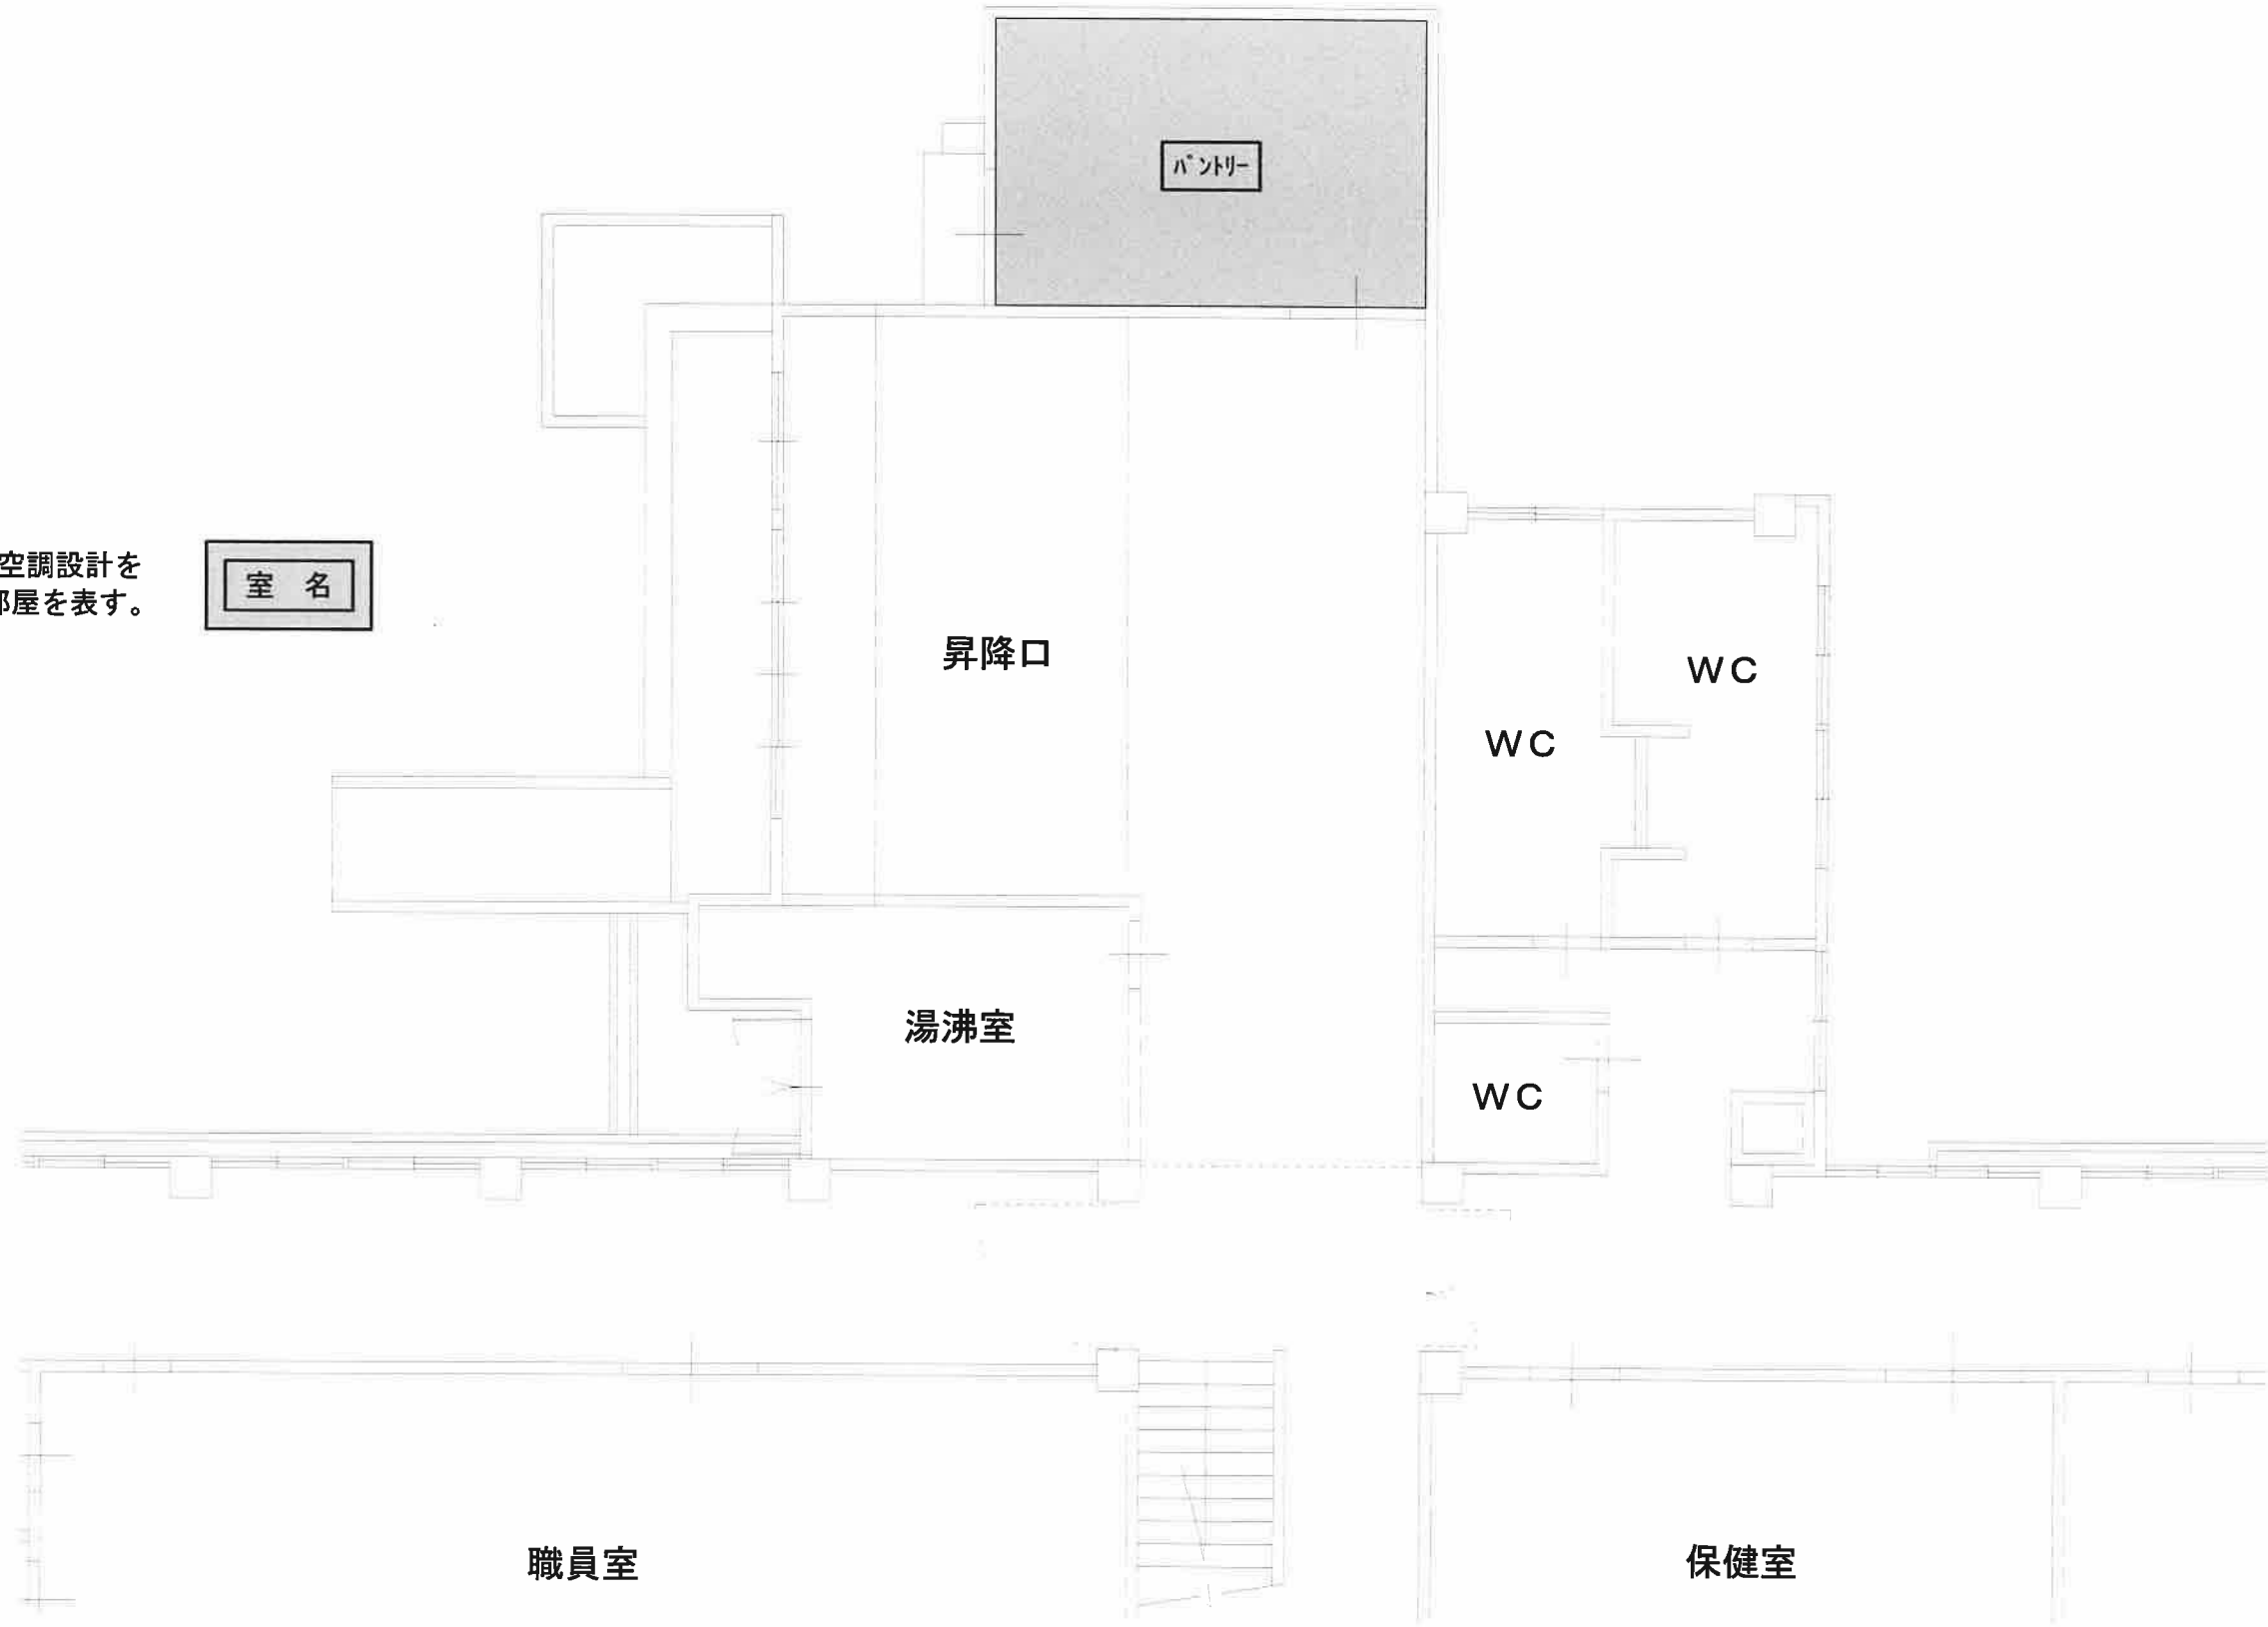 パントリー
空調設計を
部屋を表す。
室 名
昇降口
WC
WC
湯沸室
WC
職員室
保健室